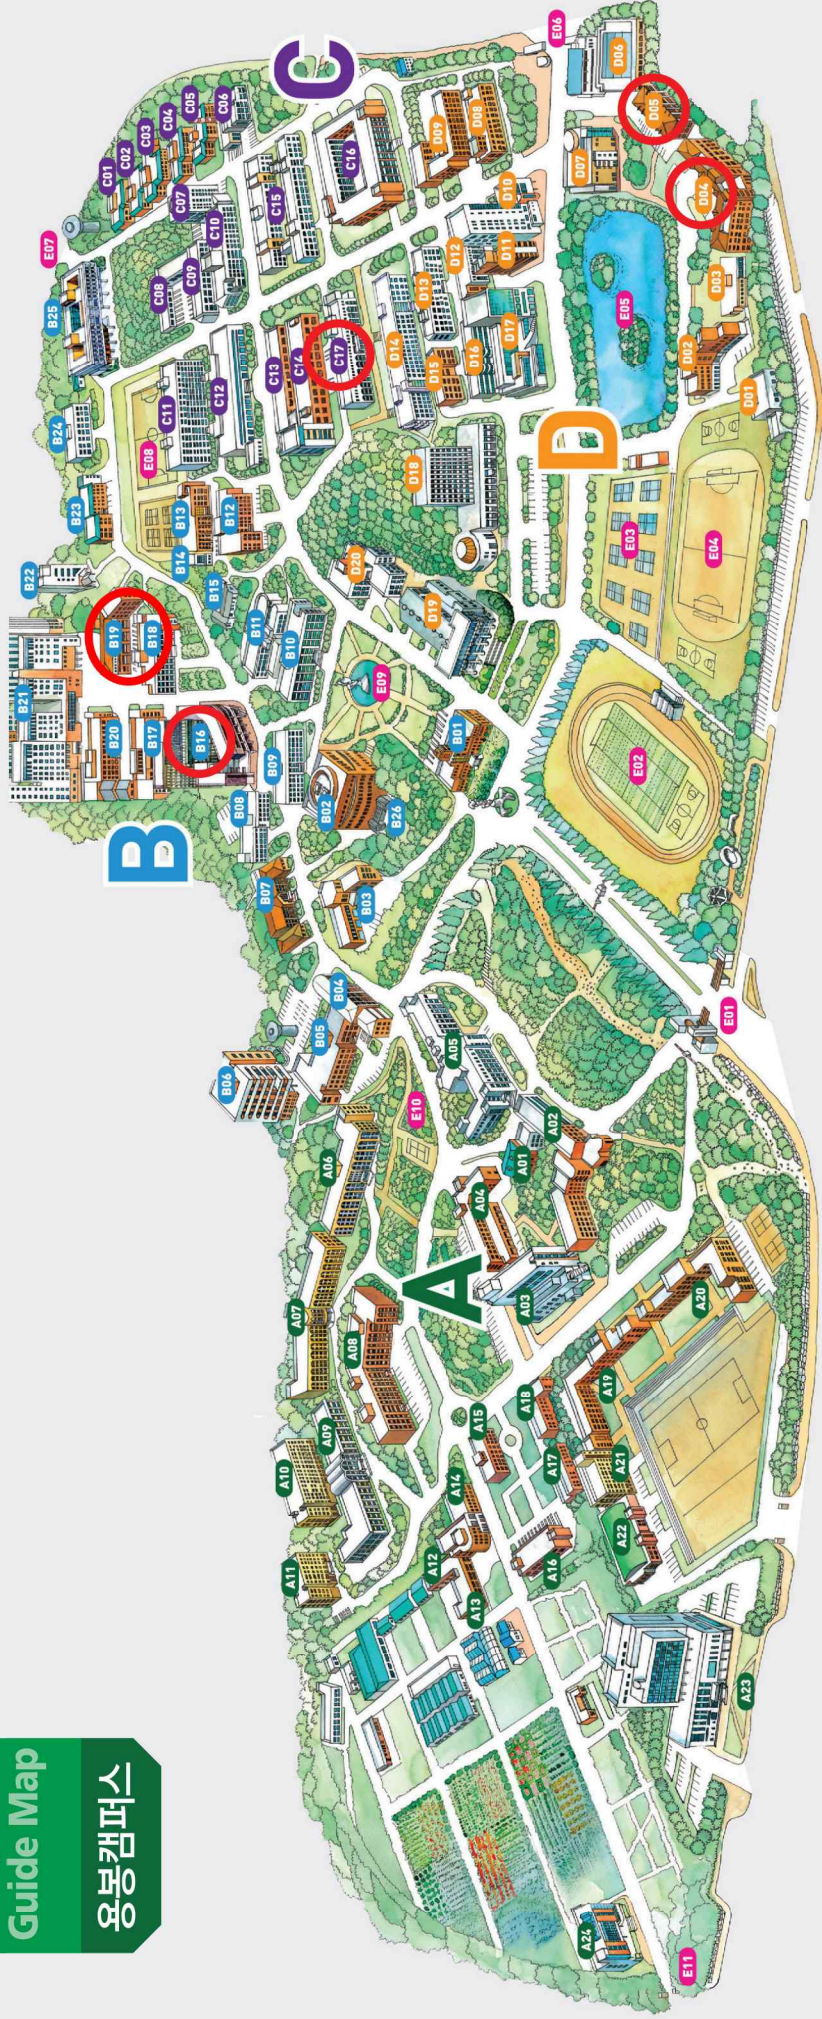 Guide Map
용봉캠퍼스
A
B
C
D
A01
A02
A03
A04
A05
A06
A07
A08
A09
A10
A11
A12
A13
A14
A15
A16
A17
A18
A19
A20
A21
A22
A23
A24
B01
B02
B03
B04
B05
B06
B07
B08
B09
B10
B11
B12
B13
B14
B15
B16
B17
B18
B19
B20
B21
B22
B23
B24
B25
B26
C01
C02
C03
C04
C05
C06
C07
C08
C09
C10
C11
C12
C13
C14
C15
C16
C17
D01
D02
D03
D04
D05
D06
D07
D08
D09
D10
D11
D12
D13
D14
D15
D16
D17
D18
D19
D20
E01
E02
E03
E04
E05
E06
E07
E08
E09
E10
E11